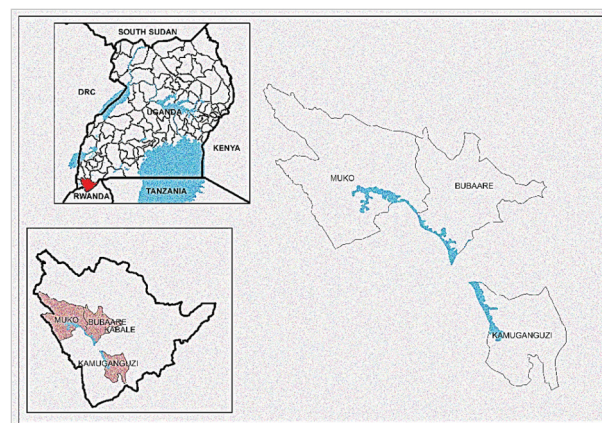 SOUTH SUDAN
DRC
UGANDA
KENYA
RWANDA
TANZANIA
MUKO
BUBAARE
KAMUGANGUZI
MUKO
BUBAARE
KABALE
KAMUGANGUZI